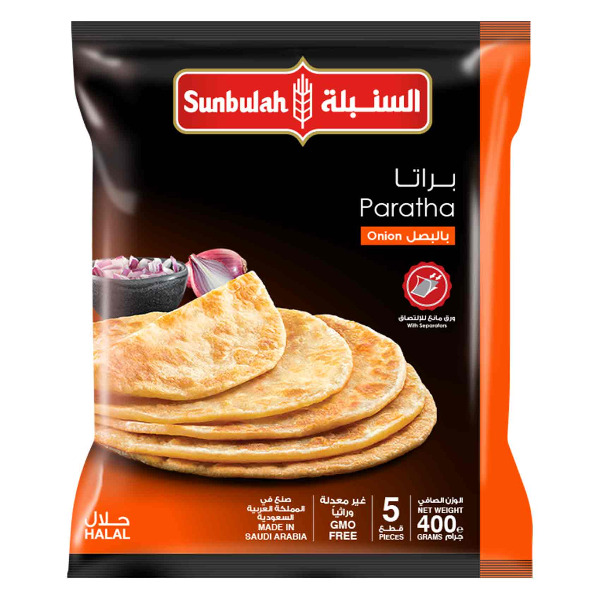 Sunbulah السنبلة
براتا
Paratha
Onion بالبصل
ورق مانع للإلتصاق
With Separators
حلال
HALAL
صنع في
المملكة العربية
السعودية
MADE IN
SAUDI ARABIA
غير معدلة
وراثياً
GMO
FREE
5
قطع
PIECES
الوزن الصافي
NET WEIGHT
400 e
GRAMS جرام